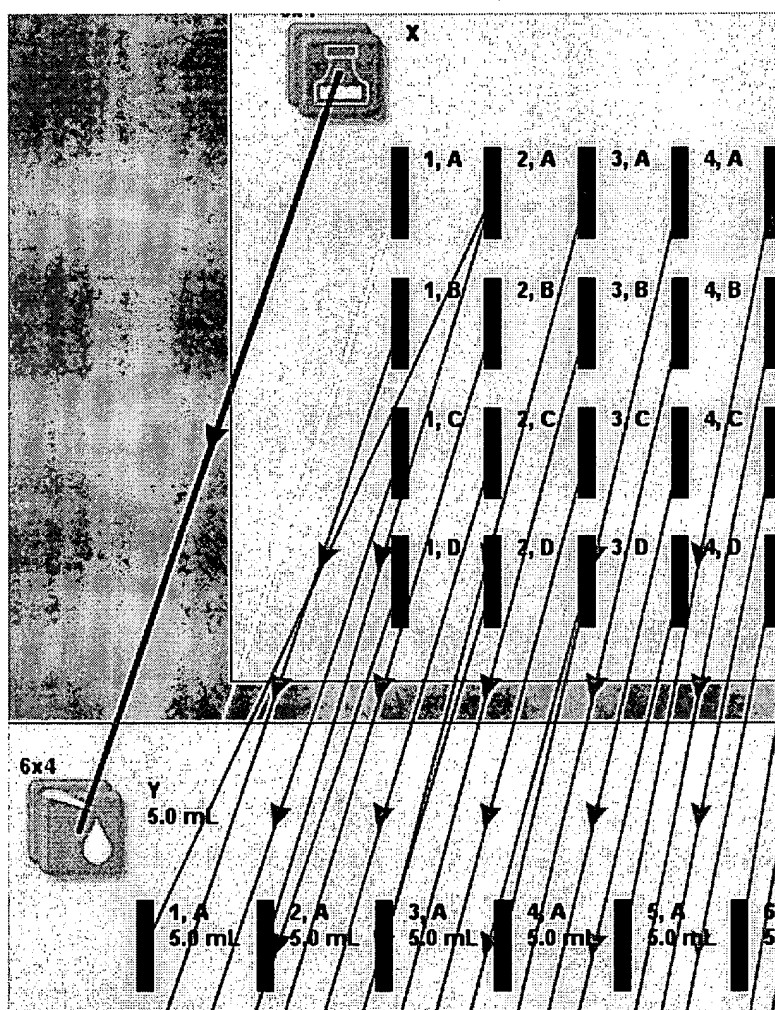 X
1, A 2, A 3, A 4, A
1, B 2, B 3, B 4, B
1, C 2, C 3, C 4, C
1, D 2, D 3, D 4, D
6x4
Y
5.0 mL
1, A 2, A 3, A 4, A 5, A 6
5.0 mL 5.0 mL 5.0 mL 5.0 mL 5.0 mL 5